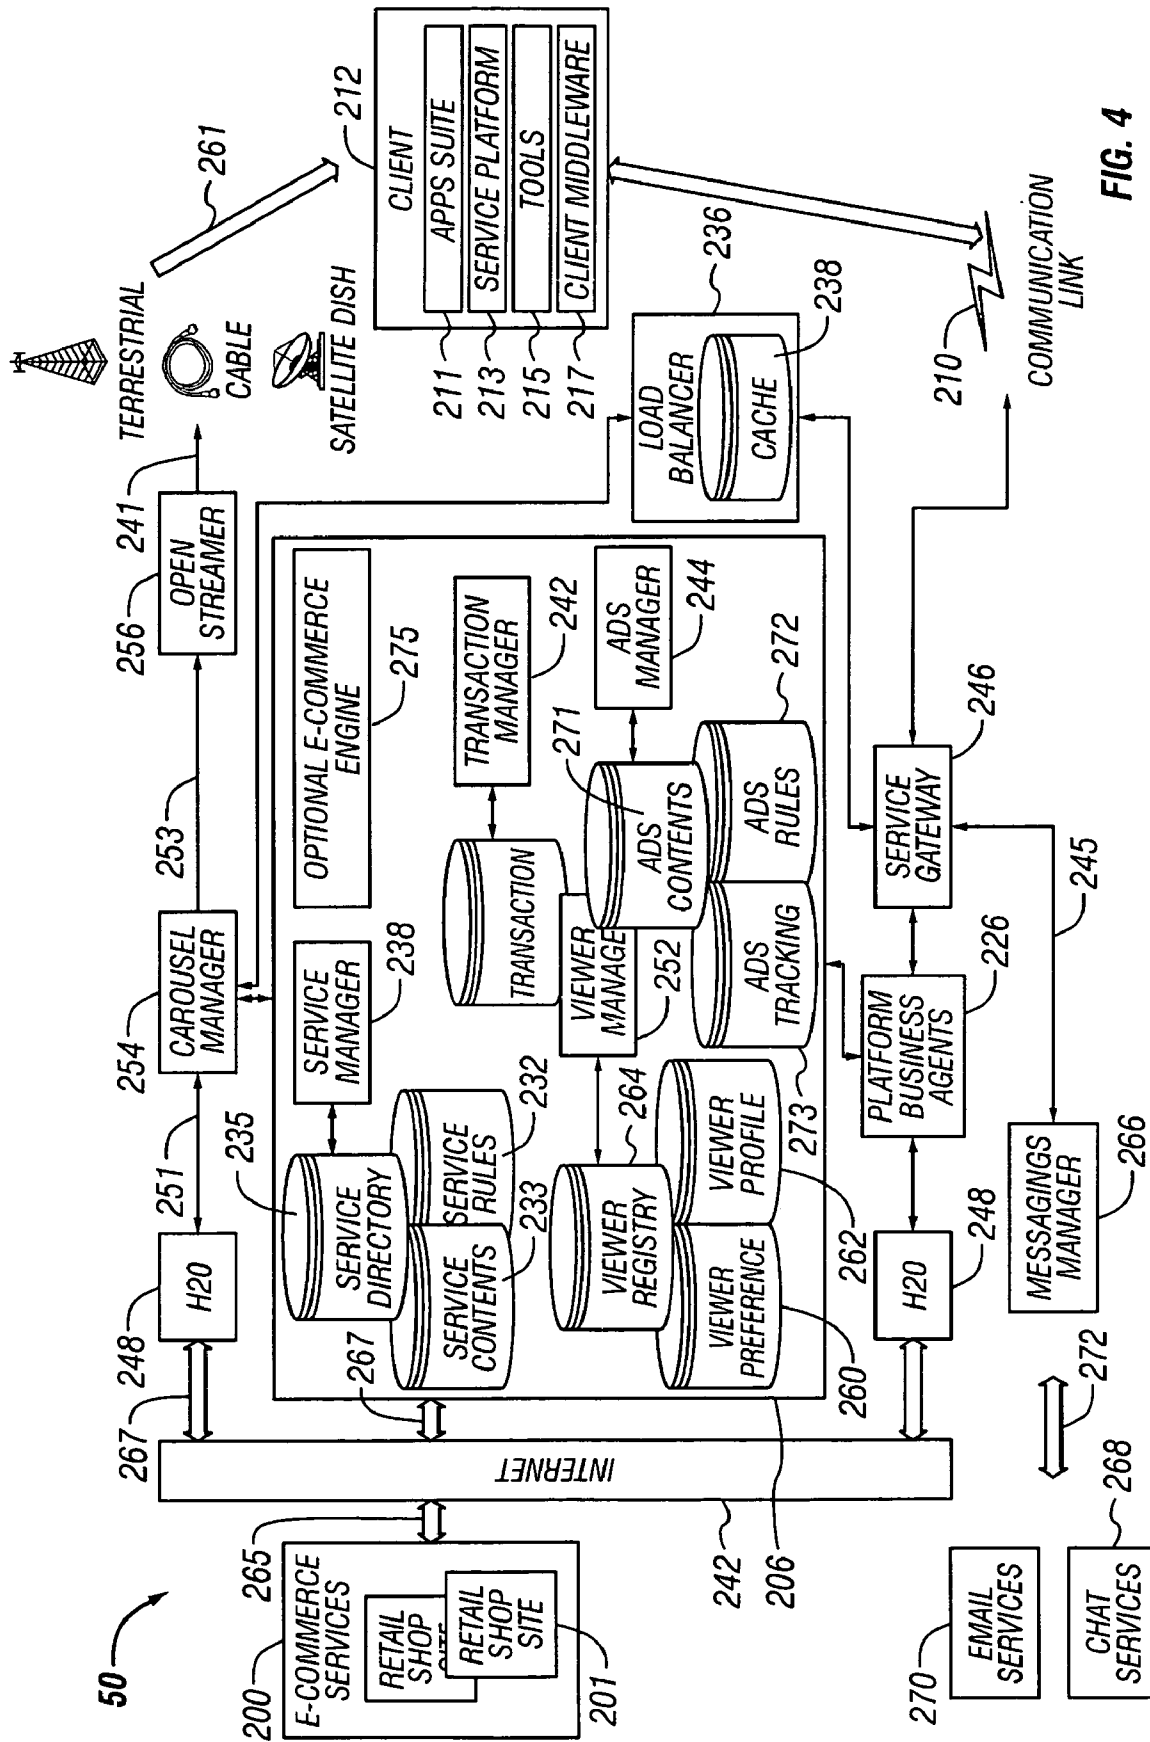 50
200
E-COMMERCE
SERVICES
RETAIL
SHOP
RETAIL
SHOP
SITE
201
265
INTERNET
242
206
267
248
H20
251
254
CAROUSEL
MANAGER
253
256
OPEN
STREAMER
241
TERRESTRIAL
CABLE
SATELLITE DISH
261
CLIENT
212
APPS SUITE
SERVICE PLATFORM
TOOLS
CLIENT MIDDLEWARE
211
213
215
217
267
235
SERVICE
DIRECTORY
SERVICE
CONTENTS
233
SERVICE
RULES
232
SERVICE
MANAGER
238
OPTIONAL E-COMMERCE
ENGINE
275
TRANSACTION
TRANSACTION
MANAGER
242
VIEWER
REGISTRY
264
VIEWER
PREFERENCE
260
VIEWER
PROFILE
262
VIEWER
MANAGE
252
ADS
CONTENTS
271
ADS
MANAGER
244
ADS
TRACKING
273
ADS
RULES
272
LOAD
BALANCER
236
CACHE
238
H20
248
PLATFORM
BUSINESS
AGENTS
226
SERVICE
GATEWAY
246
245
MESSAGINGS
MANAGER
266
210
COMMUNICATION
LINK
270
EMAIL
SERVICES
CHAT
SERVICES
268
272
FIG. 4